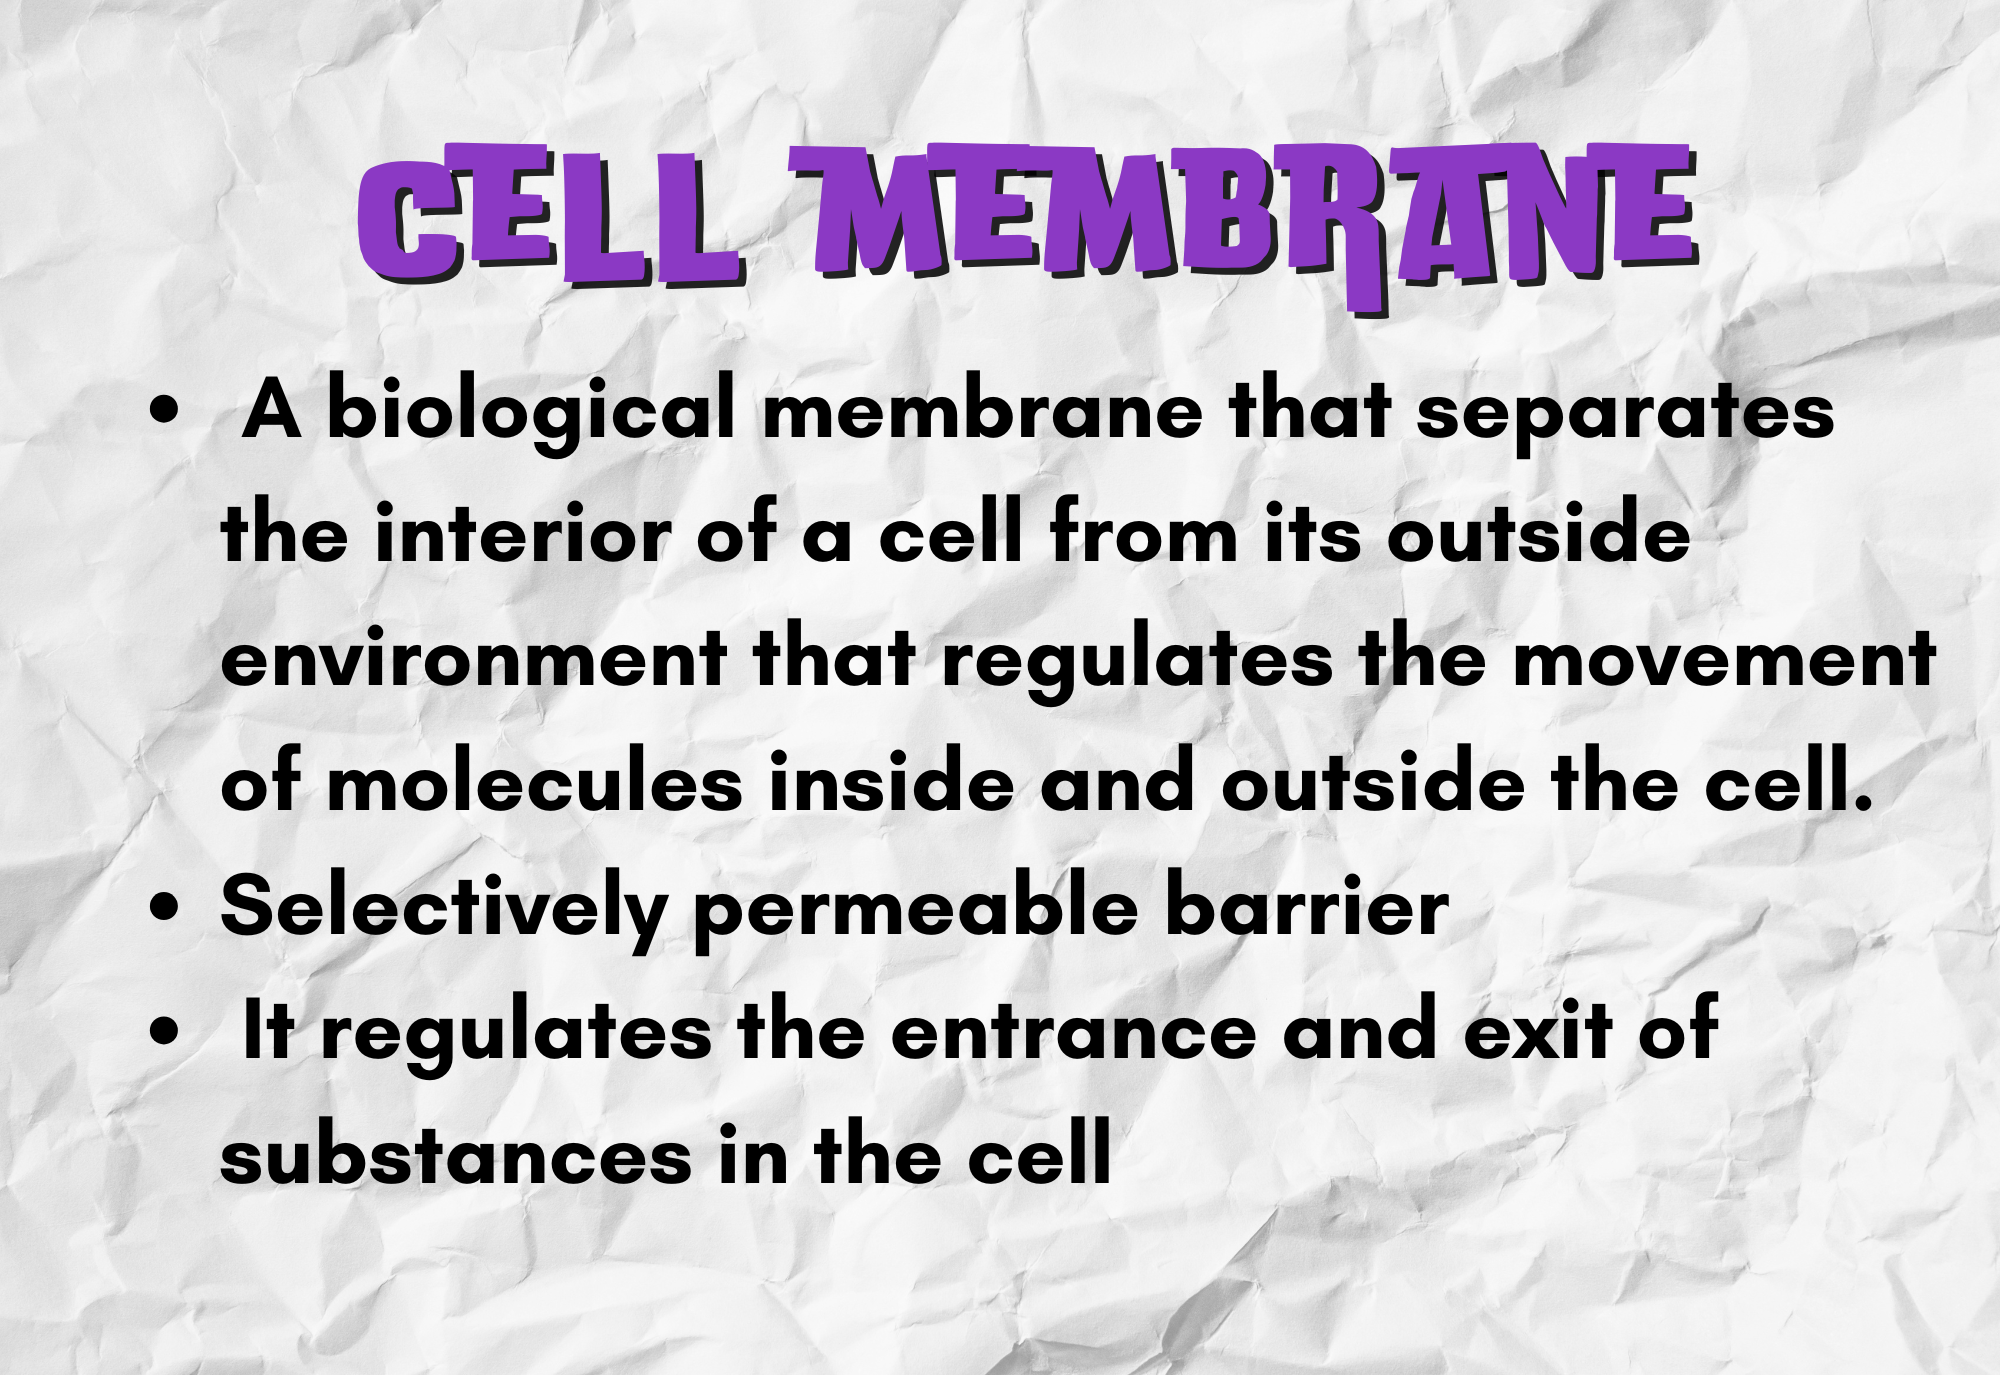 CELL MEMBRANE
• A biological membrane that separates
the interior of a cell from its outside
environment that regulates the movement
of molecules inside and outside the cell.
• Selectively permeable barrier
• It regulates the entrance and exit of
substances in the cell